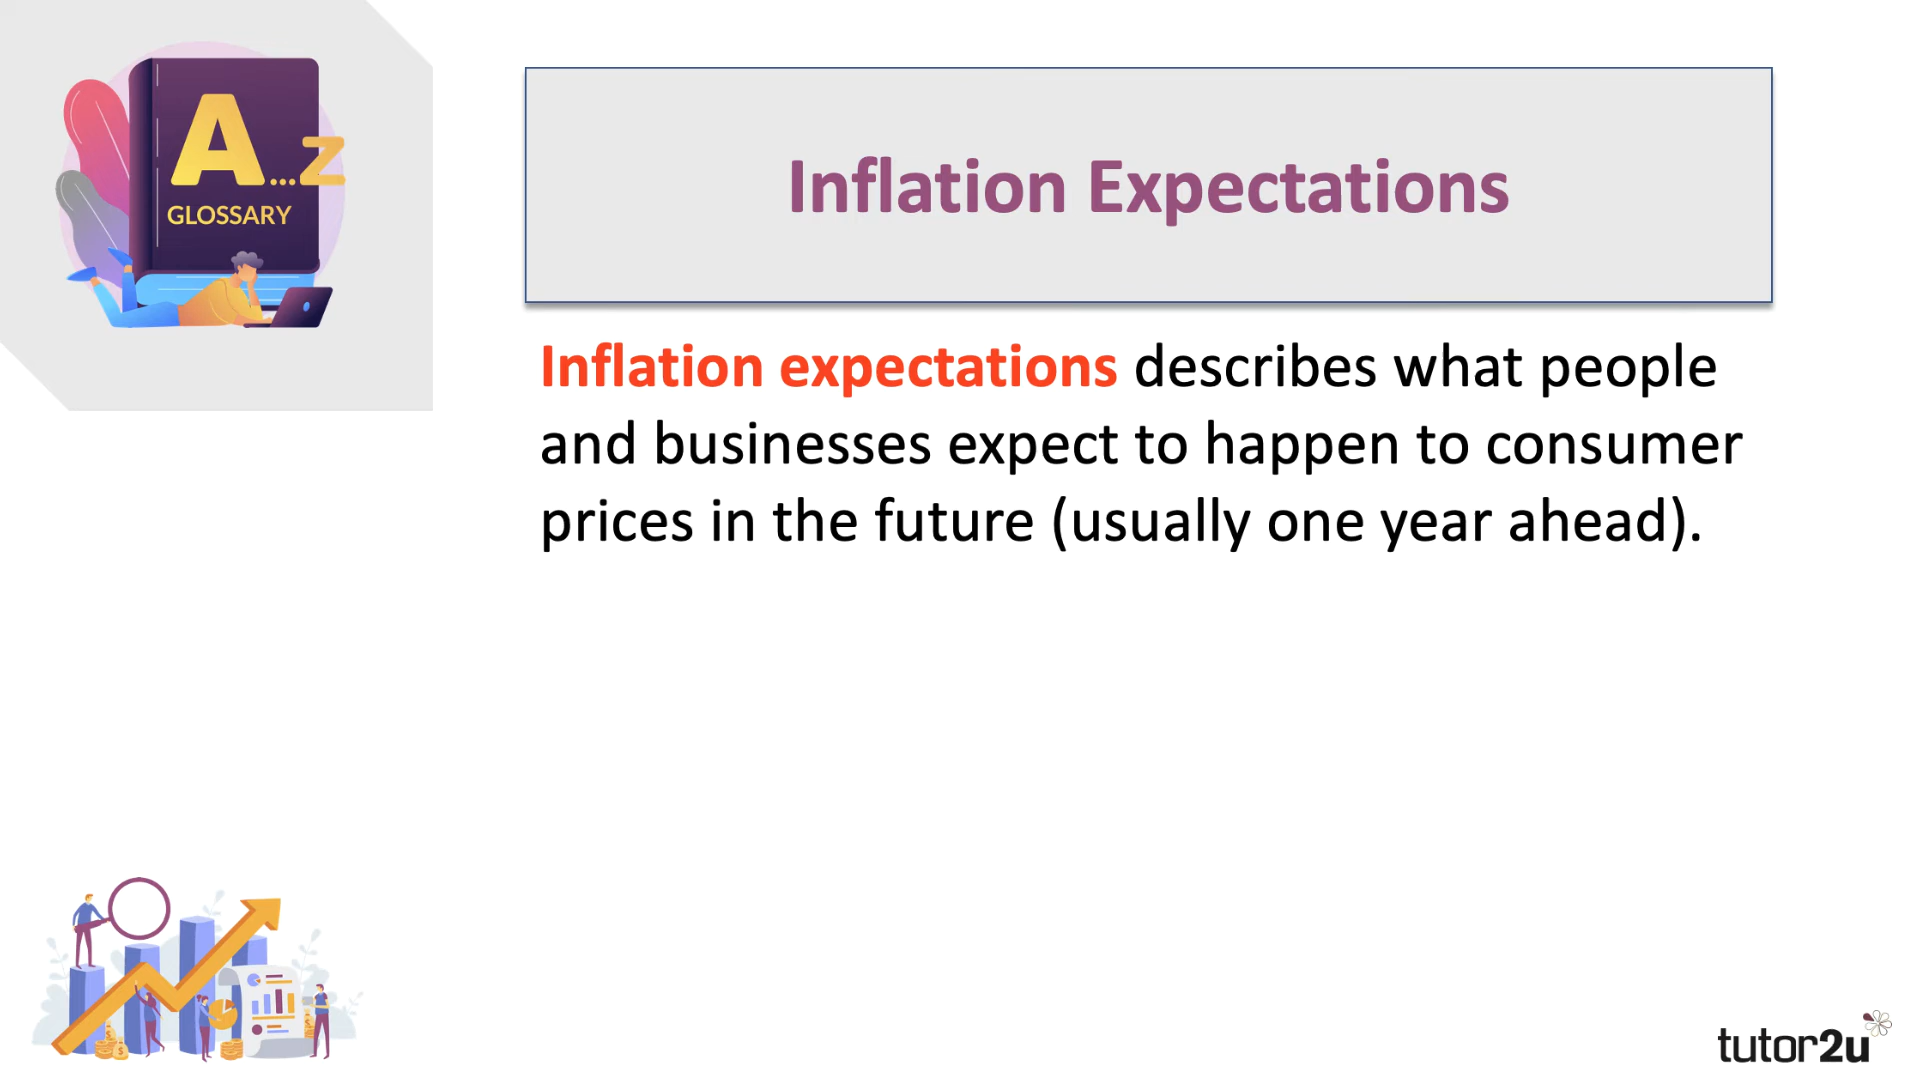 A...Z
GLOSSARY
Inflation Expectations
Inflation expectations describes what people
and businesses expect to happen to consumer
prices in the future (usually one year ahead).
tutor2u